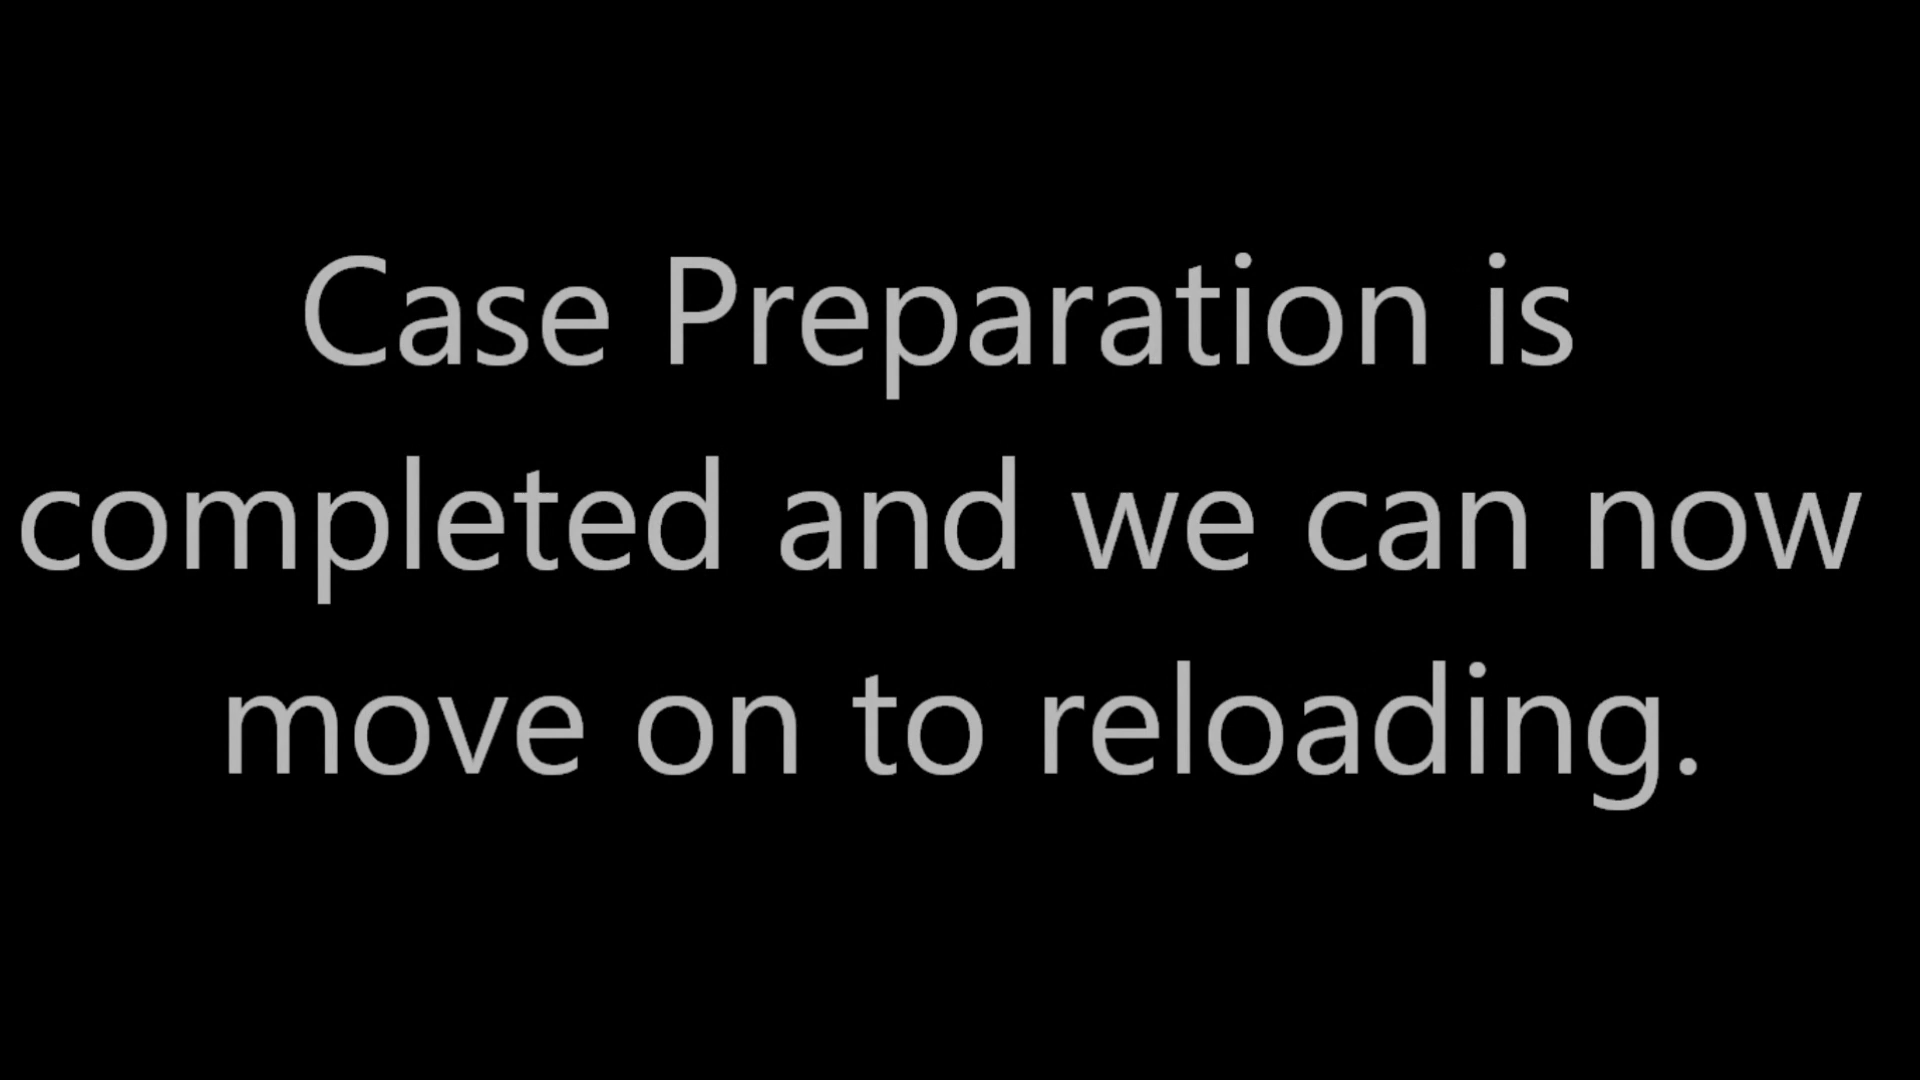 Case Preparation is
completed and we can now
move on to reloading.